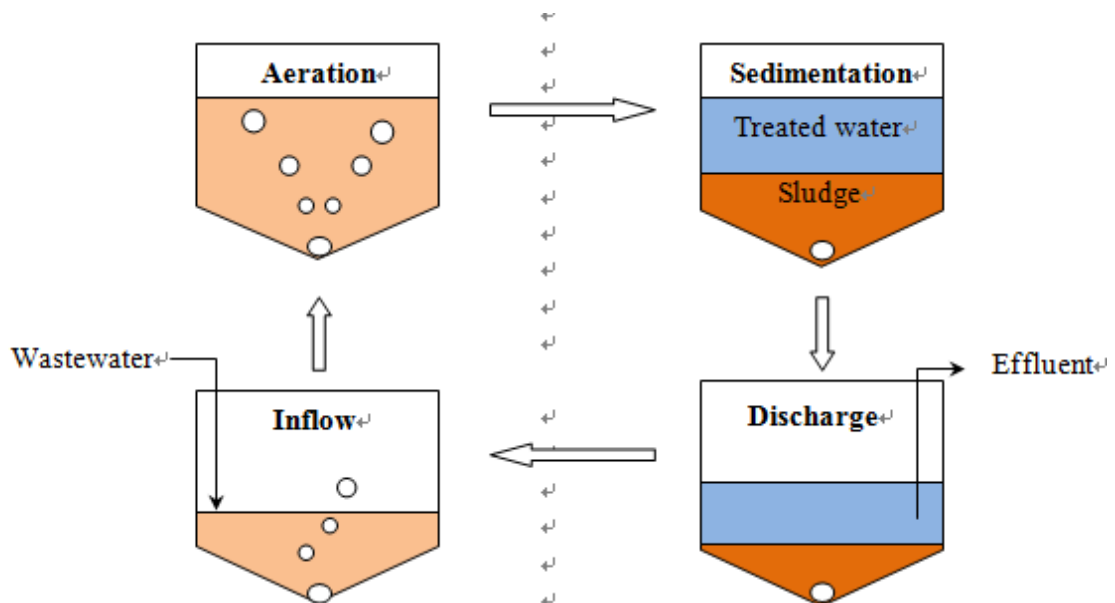 Aeration
Sedimentation
Treated water
Sludge
Wastewater
Effluent
Inflow
Discharge